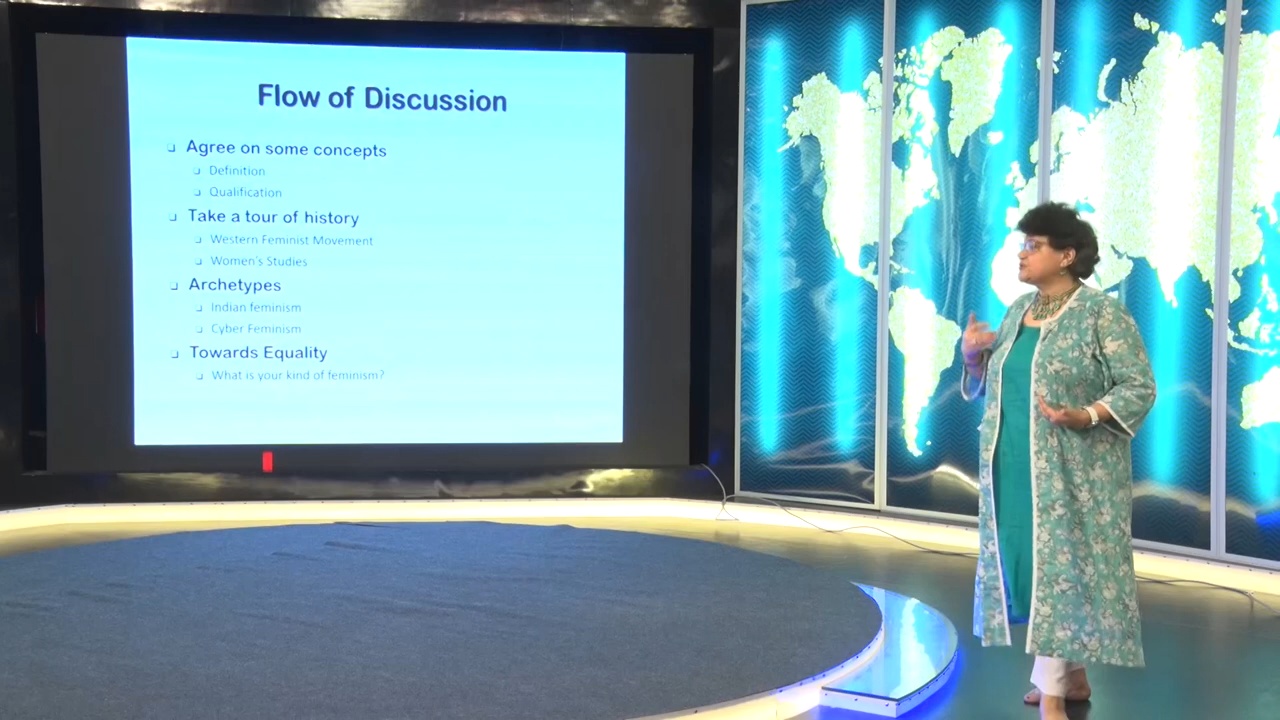 Flow of Discussion
❑ Agree on some concepts
❑ Definition
❑ Qualification
❑ Take a tour of history
❑ Western Feminist Movement
❑ Women's Studies
❑ Archetypes
❑ Indian feminism
❑ Cyber Feminism
❑ Towards Equality
❑ What is your kind of feminism?